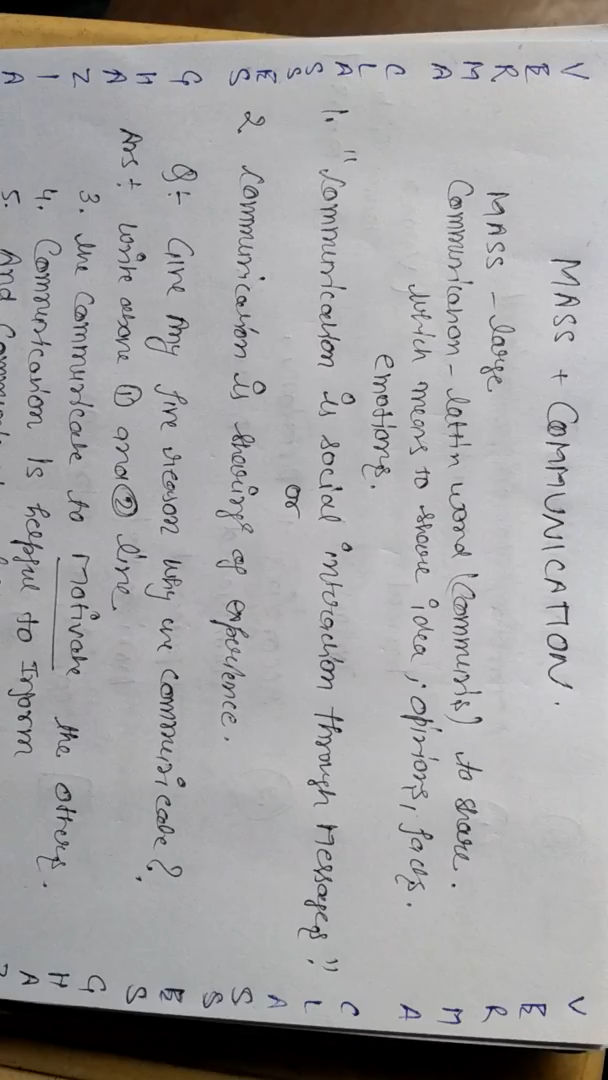 V E R M A C L A S S E S G H A Z I A
MASS + COMMUNICATION.
MASS - large
Communication - lattin word (Communis) to share.
which means to share idea, opinions, facts.
emotions.
1. "Communication is social interaction through messages"
or
2. Communication is sharing of experience.
Q:- Give Any five reason why we communicate?
Ans:- write above ① and ② line
3. We Communicate to Motivate the others.
4. Communication is helpful to Inform
5. And
V E R M A C L A S S E S G H A